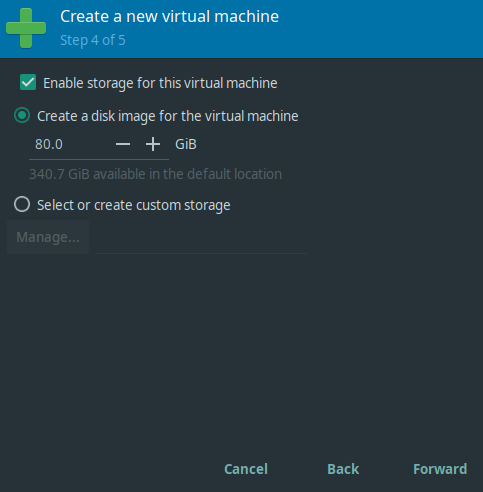 Create a new virtual machine
Step 4 of 5
Enable storage for this virtual machine
Create a disk image for the virtual machine
80.0 GiB
340.7 GiB available in the default location
Select or create custom storage
Manage...
Cancel Back Forward